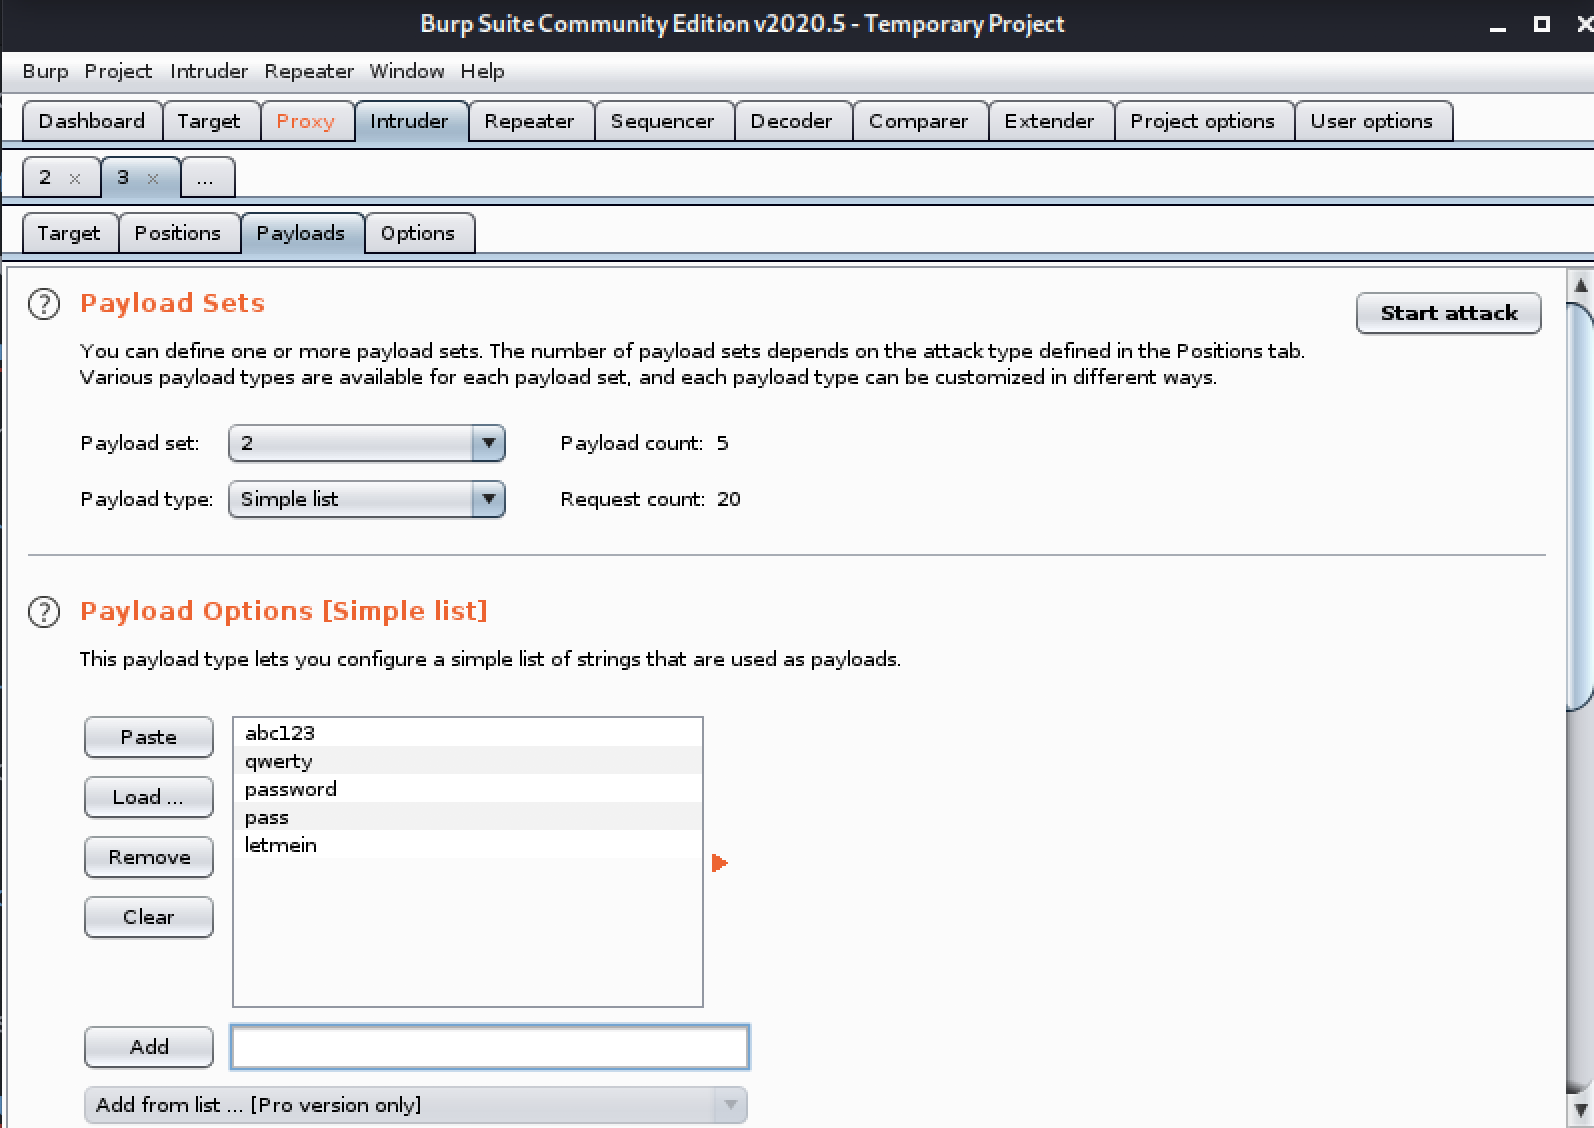 Burp Suite Community Edition v2020.5 - Temporary Project
Burp Project Intruder Repeater Window Help
Dashboard Target Proxy Intruder Repeater Sequencer Decoder Comparer Extender Project options User options
2 × 3 × ...
Target Positions Payloads Options
? Payload Sets
Start attack
You can define one or more payload sets. The number of payload sets depends on the attack type defined in the Positions tab.
Various payload types are available for each payload set, and each payload type can be customized in different ways.
Payload set: 2 Payload count: 5
Payload type: Simple list Request count: 20
? Payload Options [Simple list]
This payload type lets you configure a simple list of strings that are used as payloads.
Paste
Load ...
Remove
Clear
abc123
qwerty
password
pass
letmein
Add
Add from list ... [Pro version only]